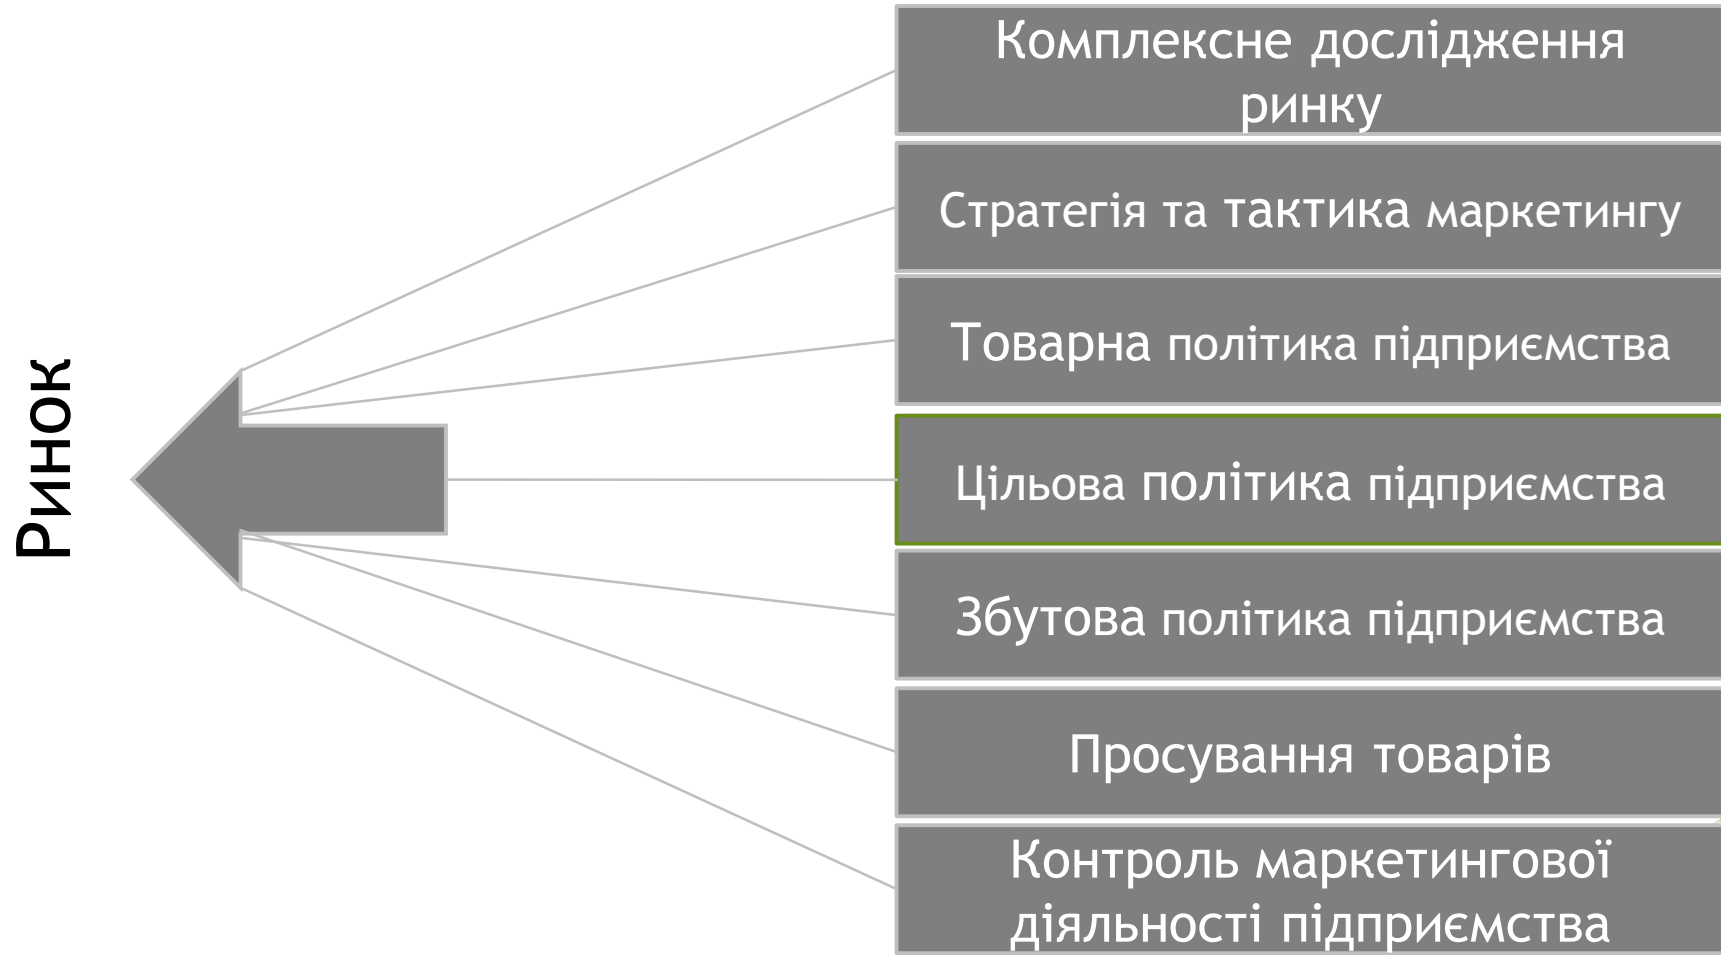 Ринок
Комплексне дослідження
ринку
Стратегія та тактика маркетингу
Товарна політика підприємства
Цільова політика підприємства
Збутова політика підприємства
Просування товарів
Контроль маркетингової
діяльності підприємства